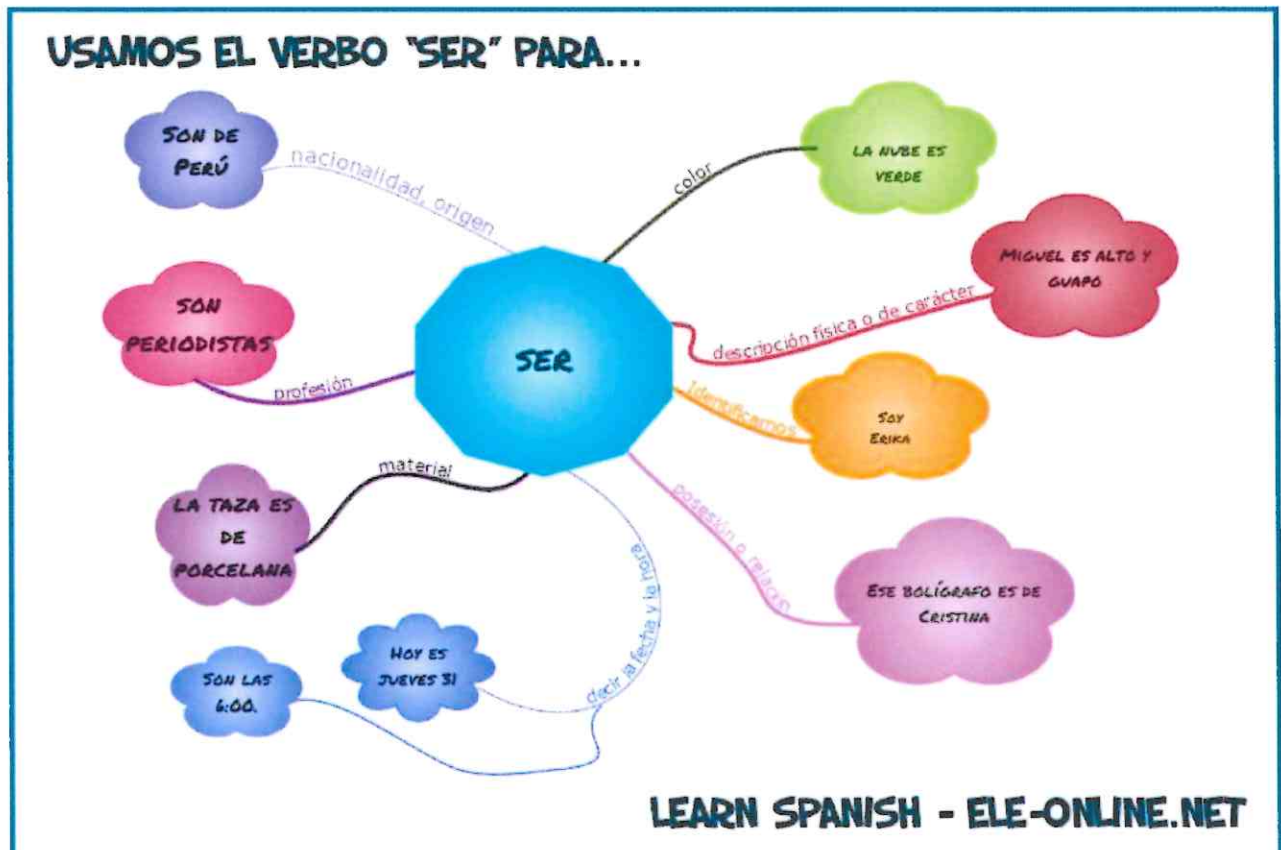 USAMOS EL VERBO "SER" PARA...
SON DE
PERÚ
nacionalidad, origen
color
LA NUBE ES
VERDE
MIGUEL ES ALTO Y
GUAPO
descripción física o de carácter
SON
PERIODISTAS
profesión
SER
Identificarnos
SOY
ERIKA
material
LA TAZA ES
DE
PORCELANA
posesión o relación
ESE BOLÍGRAFO ES DE
CRISTINA
decir la fecha y la hora
HOY ES
JUEVES 31
SON LAS
6:00.
LEARN SPANISH - ELE-ONLINE.NET